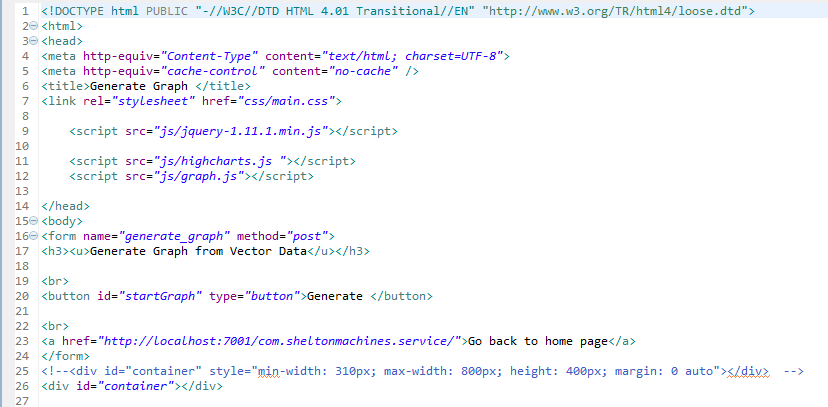 1 <!DOCTYPE html PUBLIC "-//W3C//DTD HTML 4.01 Transitional//EN" "http://www.w3.org/TR/html4/loose.dtd">
2 <html>
3 <head>
4 <meta http-equiv="Content-Type" content="text/html; charset=UTF-8">
5 <meta http-equiv="cache-control" content="no-cache" />
6 <title>Generate Graph </title>
7 <link rel="stylesheet" href="css/main.css">
8
9     <script src="js/jquery-1.11.1.min.js"></script>
10
11     <script src="js/highcharts.js "></script>
12     <script src="js/graph.js"></script>
13
14 </head>
15 <body>
16 <form name="generate_graph" method="post">
17 <h3><u>Generate Graph from Vector Data</u></h3>
18
19 <br>
20 <button id="startGraph" type="button">Generate </button>
21
22 <br>
23 <a href="http://localhost:7001/com.sheltonmachines.service/">Go back to home page</a>
24 </form>
25 <!--<div id="container" style="min-width: 310px; max-width: 800px; height: 400px; margin: 0 auto"></div>  -->
26 <div id="container"></div>
27